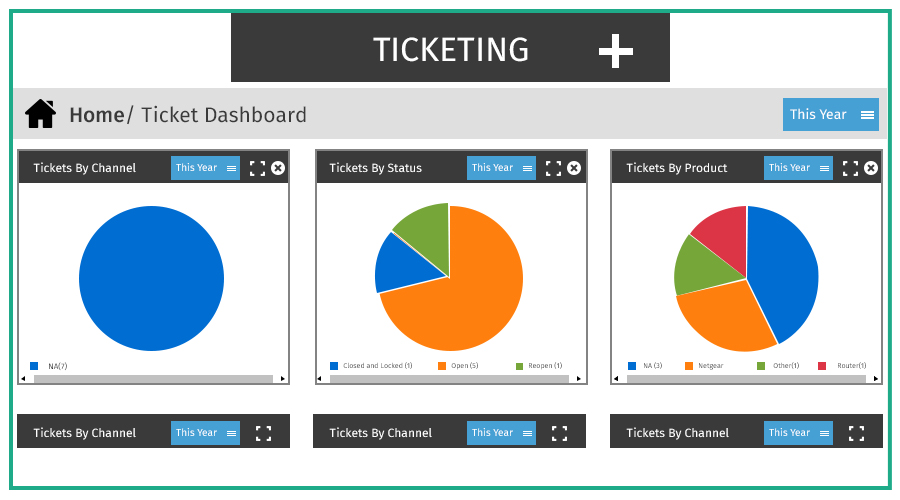 TICKETING
Home/ Ticket Dashboard
This Year
Tickets By Channel This Year
Tickets By Status This Year
Tickets By Product This Year
NA(7)
Closed and Locked (1) Open (5) Reopen (1)
NA (3) Netgear Other(1) Router(1)
Tickets By Channel This Year
Tickets By Channel This Year
Tickets By Channel This Year